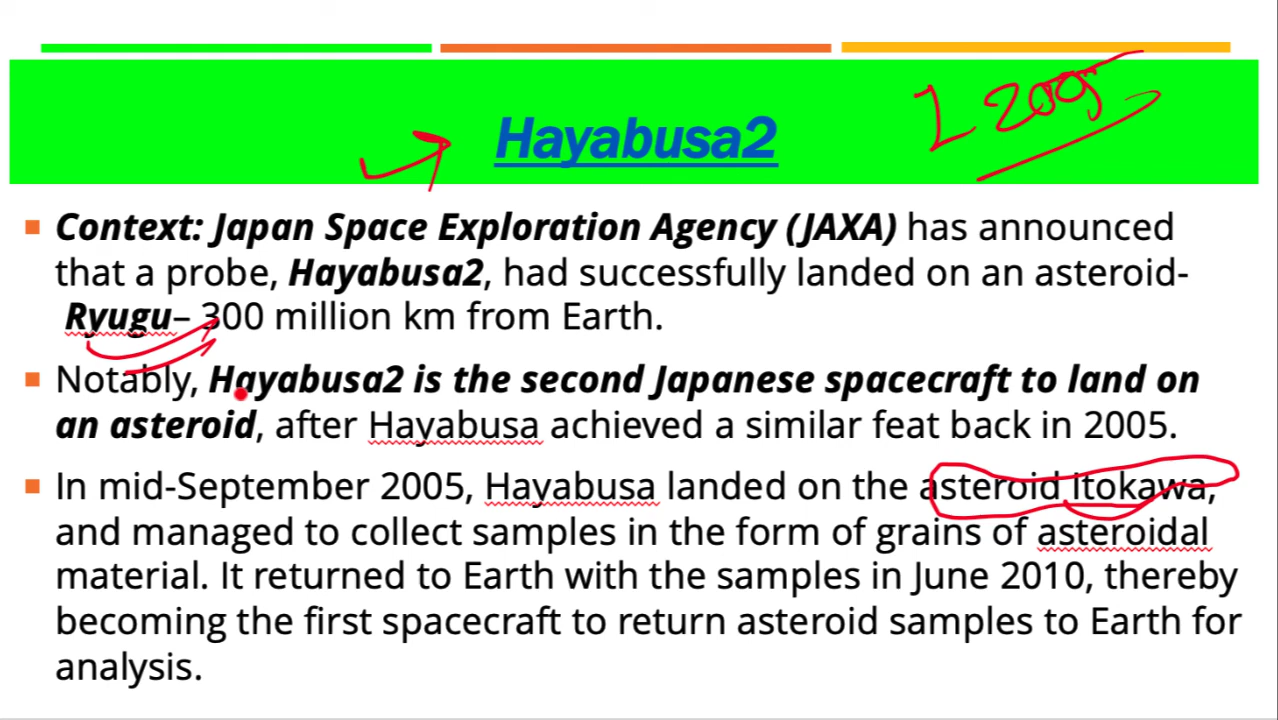 Hayabusa2
Context: Japan Space Exploration Agency (JAXA) has announced
that a probe, Hayabusa2, had successfully landed on an asteroid-
Ryugu– 300 million km from Earth.
Notably, Hayabusa2 is the second Japanese spacecraft to land on
an asteroid, after Hayabusa achieved a similar feat back in 2005.
In mid-September 2005, Hayabusa landed on the asteroid Itokawa,
and managed to collect samples in the form of grains of asteroidal
material. It returned to Earth with the samples in June 2010, thereby
becoming the first spacecraft to return asteroid samples to Earth for
analysis.